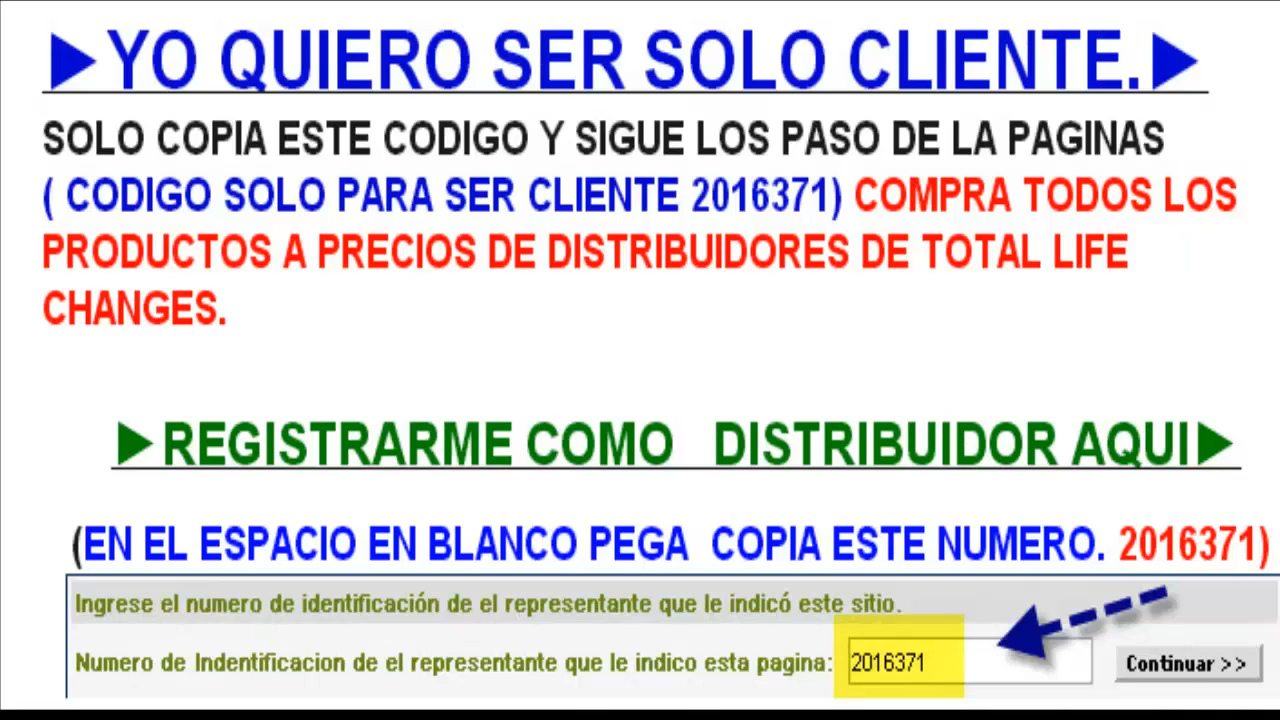 ►YO QUIERO SER SOLO CLIENTE.►
SOLO COPIA ESTE CODIGO Y SIGUE LOS PASO DE LA PAGINAS
( CODIGO SOLO PARA SER CLIENTE 2016371) COMPRA TODOS LOS
PRODUCTOS A PRECIOS DE DISTRIBUIDORES DE TOTAL LIFE
CHANGES.
►REGISTRARME COMO DISTRIBUIDOR AQUI►
(EN EL ESPACIO EN BLANCO PEGA COPIA ESTE NUMERO. 2016371)
Ingrese el numero de identificación de el representante que le indicó este sitio.
Numero de Indentificacion de el representante que le indico esta pagina: 2016371 Continuar >>